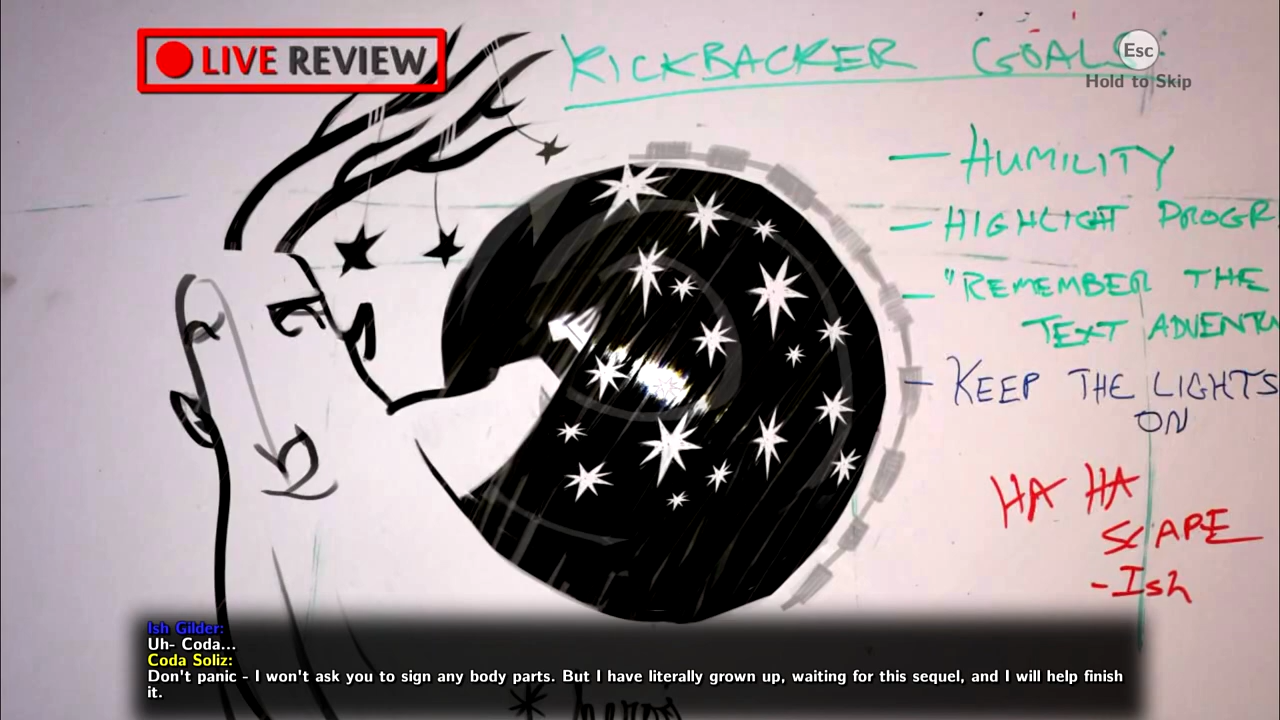 LIVE REVIEW
KICKBACKER GOALS:
Esc
Hold to Skip
— HUMILITY
— HIGHLIGHT PROGR
— "REMEMBER THE
TEXT ADVENTU
— KEEP THE LIGHTS
ON
HA HA
SCAPE
- Ish
Ish Gilder:
Uh- Coda...
Coda Soliz:
Don't panic - I won't ask you to sign any body parts. But I have literally grown up, waiting for this sequel, and I will help finish
it.